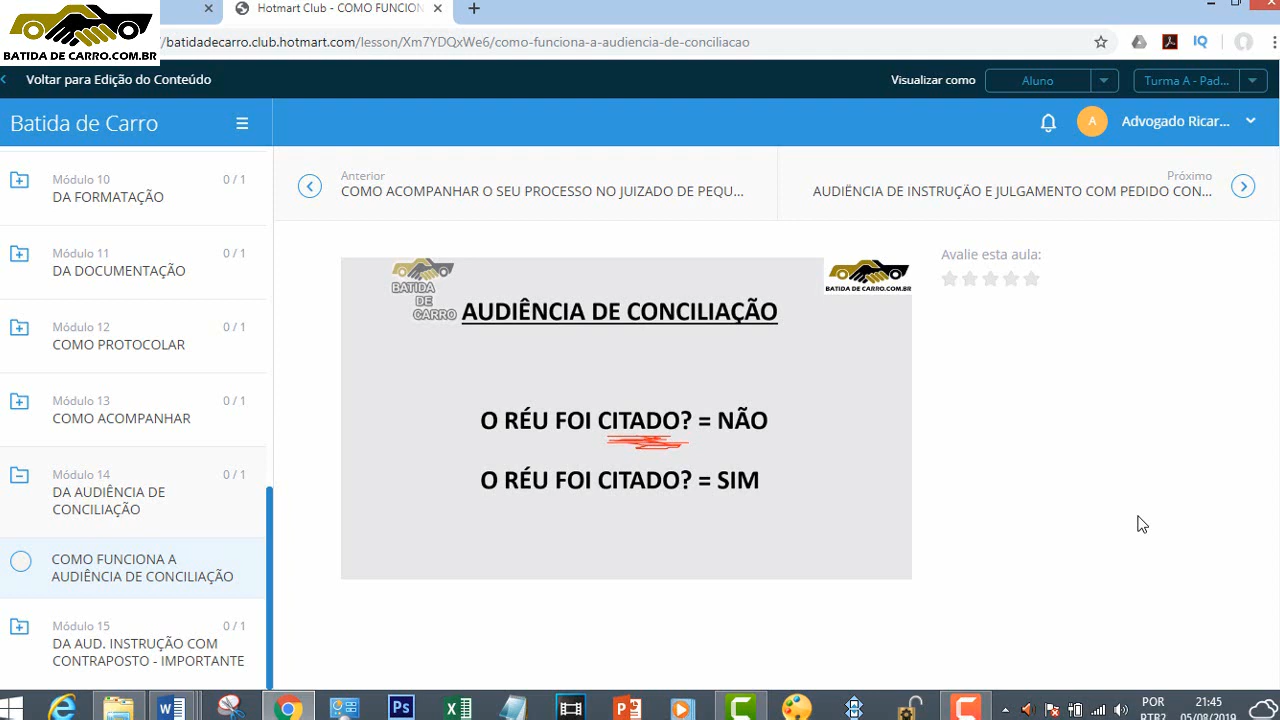 BATIDA DE CARRO.COM.BR
Hotmart Club - COMO FUNCION
/batidadecarro.club.hotmart.com/lesson/Xm7YDQxWe6/como-funciona-a-audiencia-de-conciliacao
IQ
Voltar para Edição do Conteúdo
Visualizar como
Aluno
Turma A - Pad...
Batida de Carro
A
Advogado Ricar...
Anterior
COMO ACOMPANHAR O SEU PROCESSO NO JUIZADO DE PEQU...
Próximo
AUDIÊNCIA DE INSTRUÇÃO E JULGAMENTO COM PEDIDO CON...
Módulo 10
0 / 1
DA FORMATAÇÃO
Módulo 11
0 / 1
DA DOCUMENTAÇÃO
Módulo 12
0 / 1
COMO PROTOCOLAR
Módulo 13
0 / 1
COMO ACOMPANHAR
Módulo 14
0 / 1
DA AUDIÊNCIA DE
CONCILIAÇÃO
COMO FUNCIONA A
AUDIÊNCIA DE CONCILIAÇÃO
Módulo 15
0 / 1
DA AUD. INSTRUÇÃO COM
CONTRAPOSTO - IMPORTANTE
BATIDA
DE
CARRO
BATIDA DE CARRO.COM.BR
AUDIÊNCIA DE CONCILIAÇÃO
O RÉU FOI CITADO? = NÃO
O RÉU FOI CITADO? = SIM
Avalie esta aula:
Ps
POR
PTB2
21:45
05/08/2019